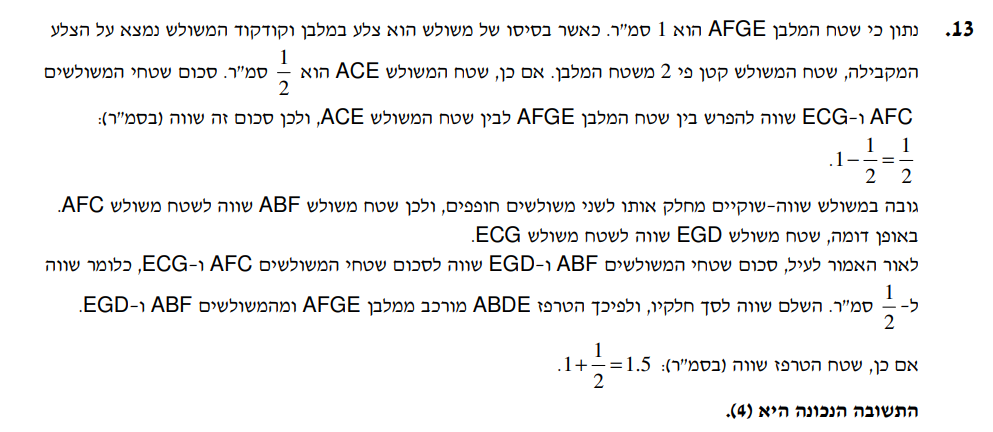 13. נתון כי שטח המלבן AFGE הוא 1 סמ"ר. כאשר בסיסו של משולש הוא צלע במלבן וקודקוד המשולש נמצא על הצלע
המקבילה, שטח המשולש קטן פי 2 משטח המלבן. אם כן, שטח המשולש ACE הוא 1/2 סמ"ר. סכום שטחי המשולשים
AFC ו-ECG שווה להפרש בין שטח המלבן AFGE לבין שטח המשולש ACE, ולכן סכום זה שווה (בסמ"ר):
1 − 1/2 = 1/2.
גובה במשולש שווה-שוקיים מחלק אותו לשני משולשים חופפים, ולכן שטח משולש ABF שווה לשטח משולש AFC.
באופן דומה, שטח משולש EGD שווה לשטח משולש ECG.
לאור האמור לעיל, סכום שטחי המשולשים ABF ו-EGD שווה לסכום שטחי המשולשים AFC ו-ECG, כלומר שווה
ל- 1/2 סמ"ר. השלם שווה לסך חלקיו, ולפיכך הטרפז ABDE מורכב ממלבן AFGE ומהמשולשים ABF ו-EGD.
אם כן, שטח הטרפז שווה (בסמ"ר): 1 + 1/2 = 1.5.
התשובה הנכונה היא (4).